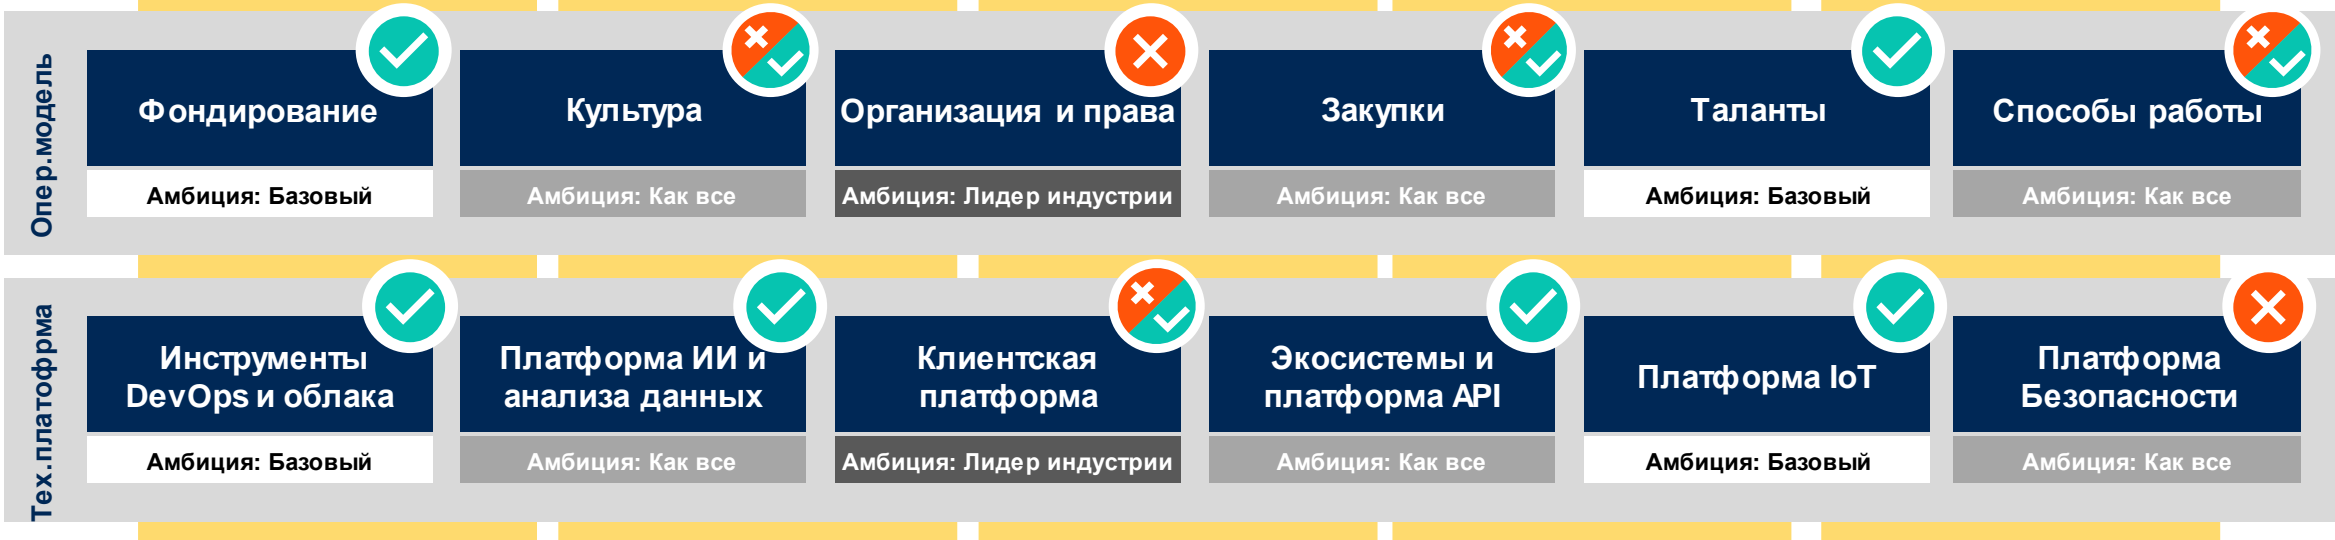 Опер.модель
Фондирование
Культура
Организация и права
Закупки
Таланты
Способы работы
Амбиция: Базовый
Амбиция: Как все
Амбиция: Лидер индустрии
Амбиция: Как все
Амбиция: Базовый
Амбиция: Как все
Тех.платоформа
Инструменты
DevOps и облака
Платформа ИИ и
анализа данных
Клиентская
платформа
Экосистемы и
платформа API
Платформа IoT
Платформа
Безопасности
Амбиция: Базовый
Амбиция: Как все
Амбиция: Лидер индустрии
Амбиция: Как все
Амбиция: Базовый
Амбиция: Как все